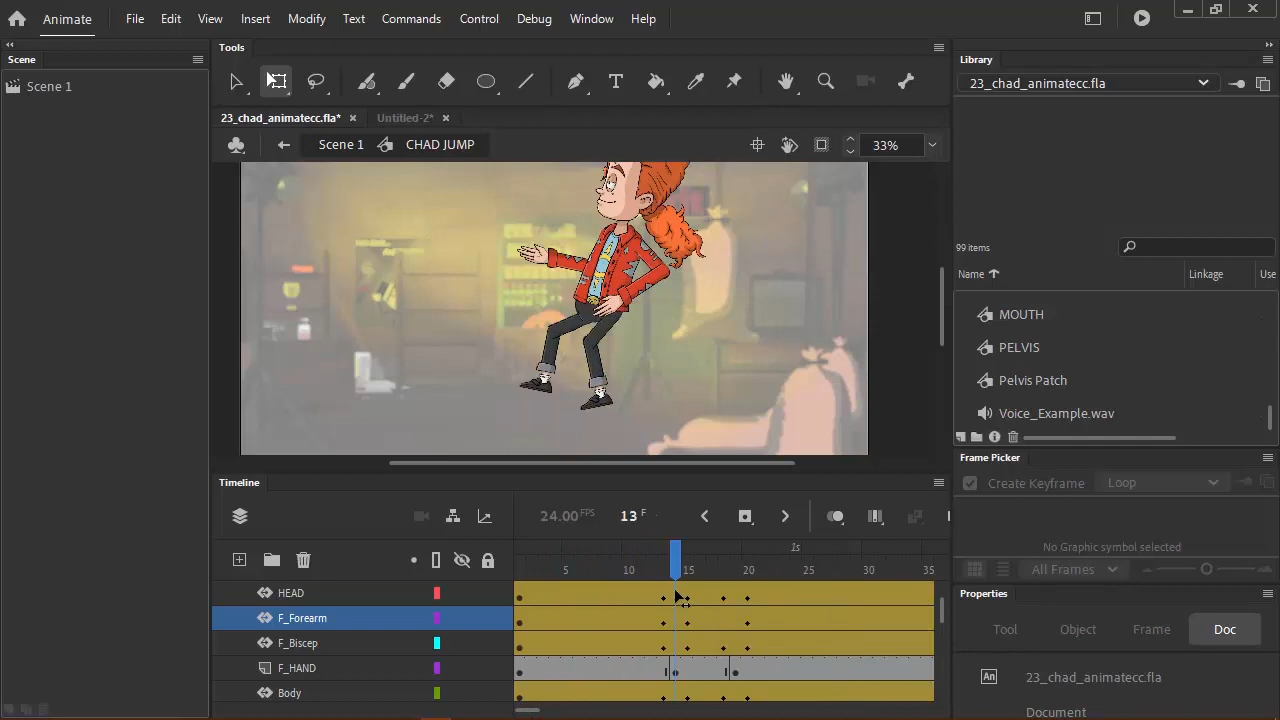 Animate File Edit View Insert Modify Text Commands Control Debug Window Help
Scene
Scene 1
Tools
23_chad_animatecc.fla* Untitled-2*
Scene 1 CHAD JUMP 33%
Library
23_chad_animatecc.fla
99 items
Name Linkage Use
MOUTH
PELVIS
Pelvis Patch
Voice_Example.wav
Frame Picker
Create Keyframe Loop
No Graphic symbol selected
All Frames
Timeline
24.00 FPS 13 F
1s
5 10 15 20 25 30 35
HEAD
F_Forearm
F_Biscep
F_HAND
Body
Properties
Tool Object Frame Doc
An 23_chad_animatecc.fla
Document